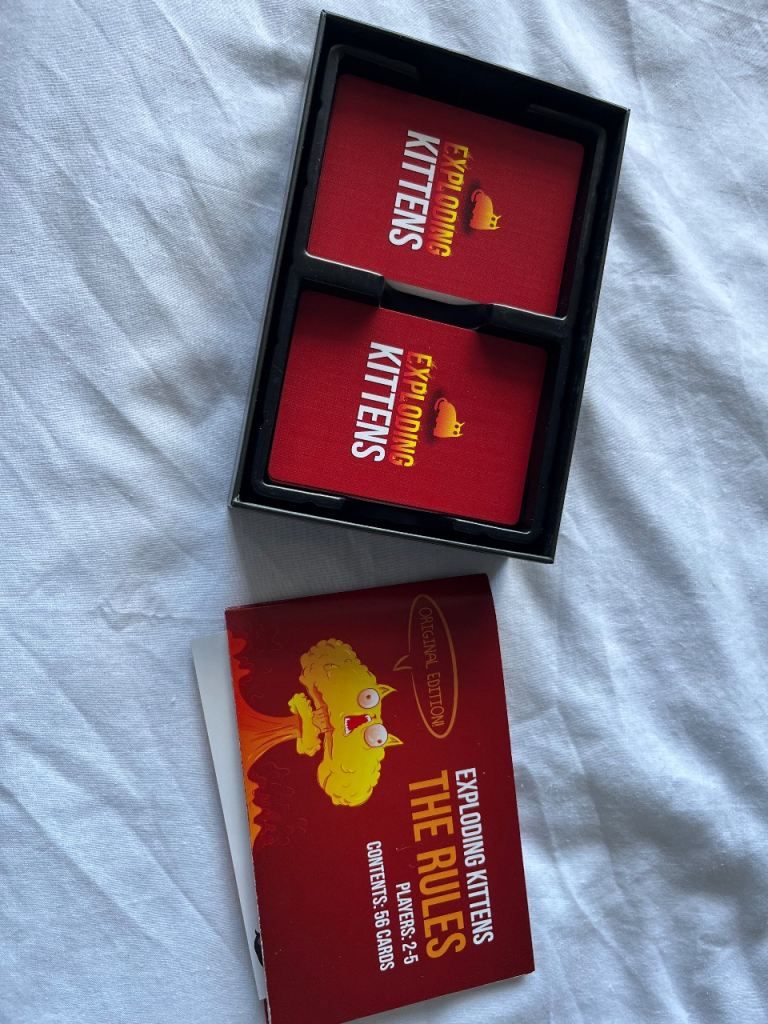 EXPLODING
KITTENS
EXPLODING
KITTENS
ORIGINAL EDITION!
EXPLODING KITTENS
THE RULES
PLAYERS: 2-5
CONTENTS: 56 CARDS